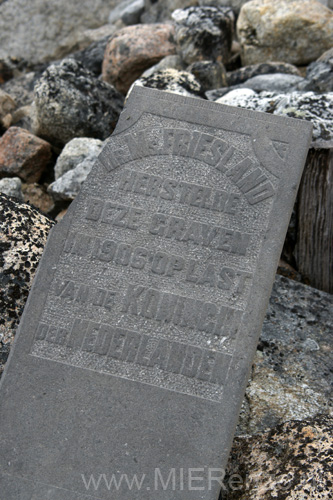 H.M. FRIESLAND
HERSTELDE
DEZE GRAVEN
IN 1906 OP LAST
VAN DE KONINGIN
DER NEDERLANDEN